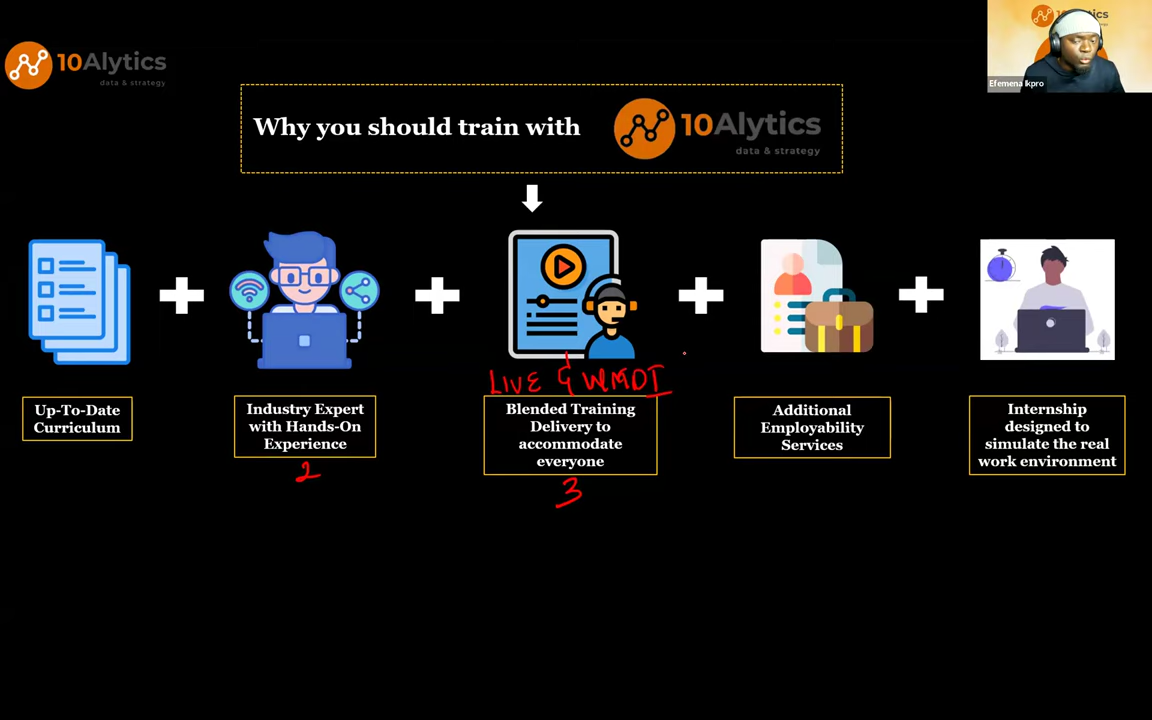 10Alytics
data & strategy
Efemena Ikpro
Why you should train with
10Alytics
data & strategy
LIVE & WMDI
Up-To-Date
Curriculum
Industry Expert
with Hands-On
Experience
2
Blended Training
Delivery to
accommodate
everyone
3
Additional
Employability
Services
Internship
designed to
simulate the real
work environment